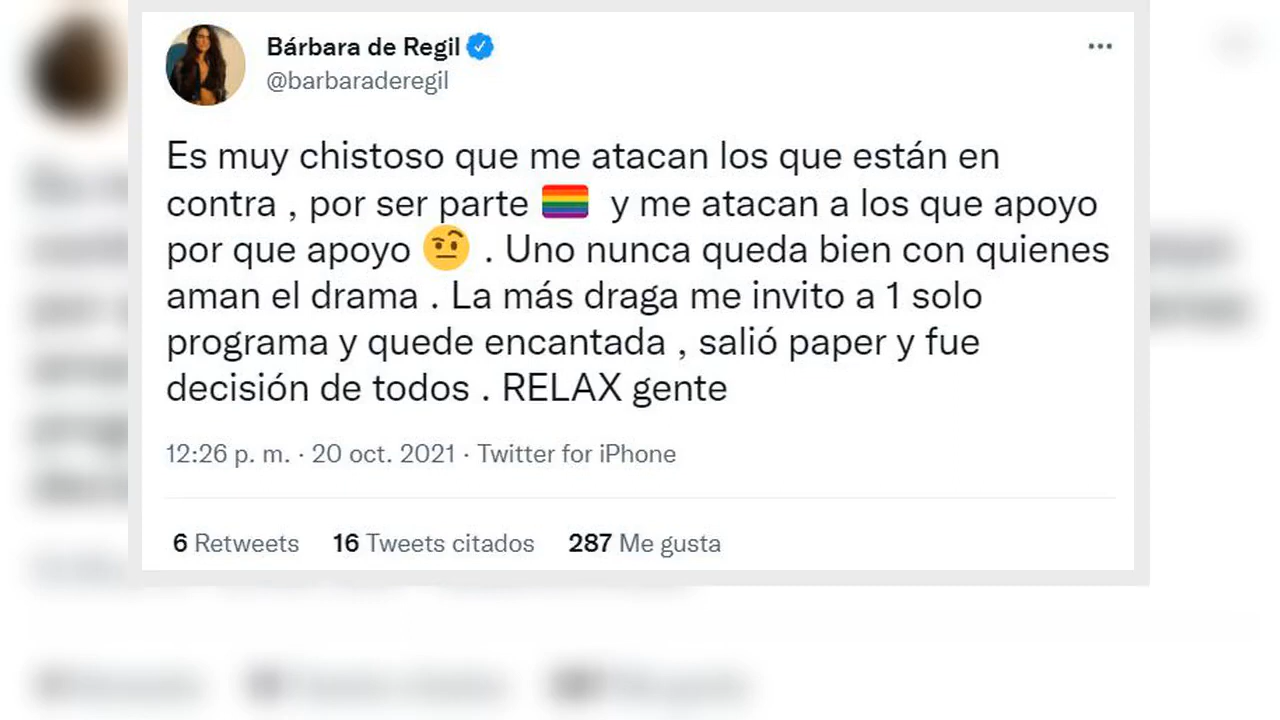 Bárbara de Regil
@barbaraderegil
Es muy chistoso que me atacan los que están en
contra , por ser parte 🏳️‍🌈 y me atacan a los que apoyo
por que apoyo 🤨 . Uno nunca queda bien con quienes
aman el drama . La más draga me invito a 1 solo
programa y quede encantada , salió paper y fue
decisión de todos . RELAX gente
12:26 p. m. · 20 oct. 2021 · Twitter for iPhone
6 Retweets 16 Tweets citados 287 Me gusta